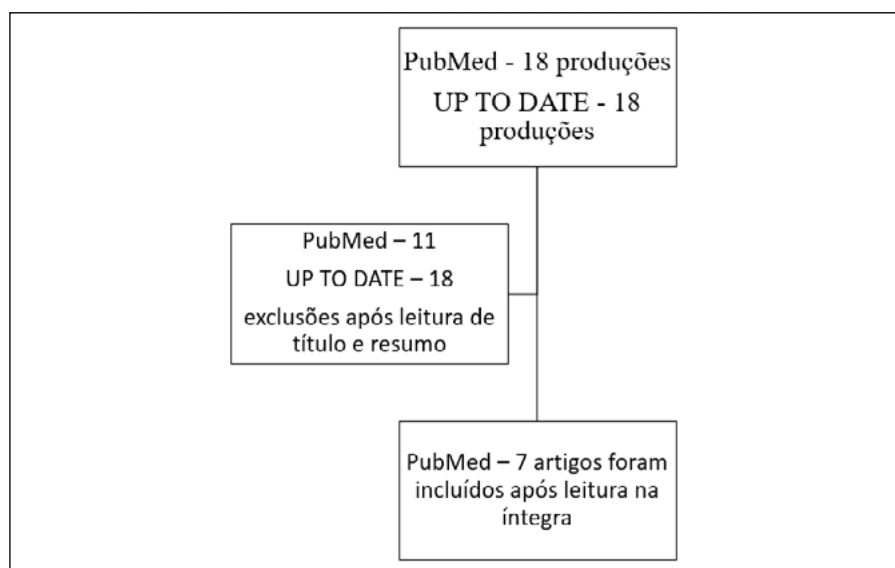 PubMed - 18 produções
UP TO DATE - 18
produções
PubMed – 11
UP TO DATE – 18
exclusões após leitura de
título e resumo
PubMed – 7 artigos foram
incluídos após leitura na
íntegra